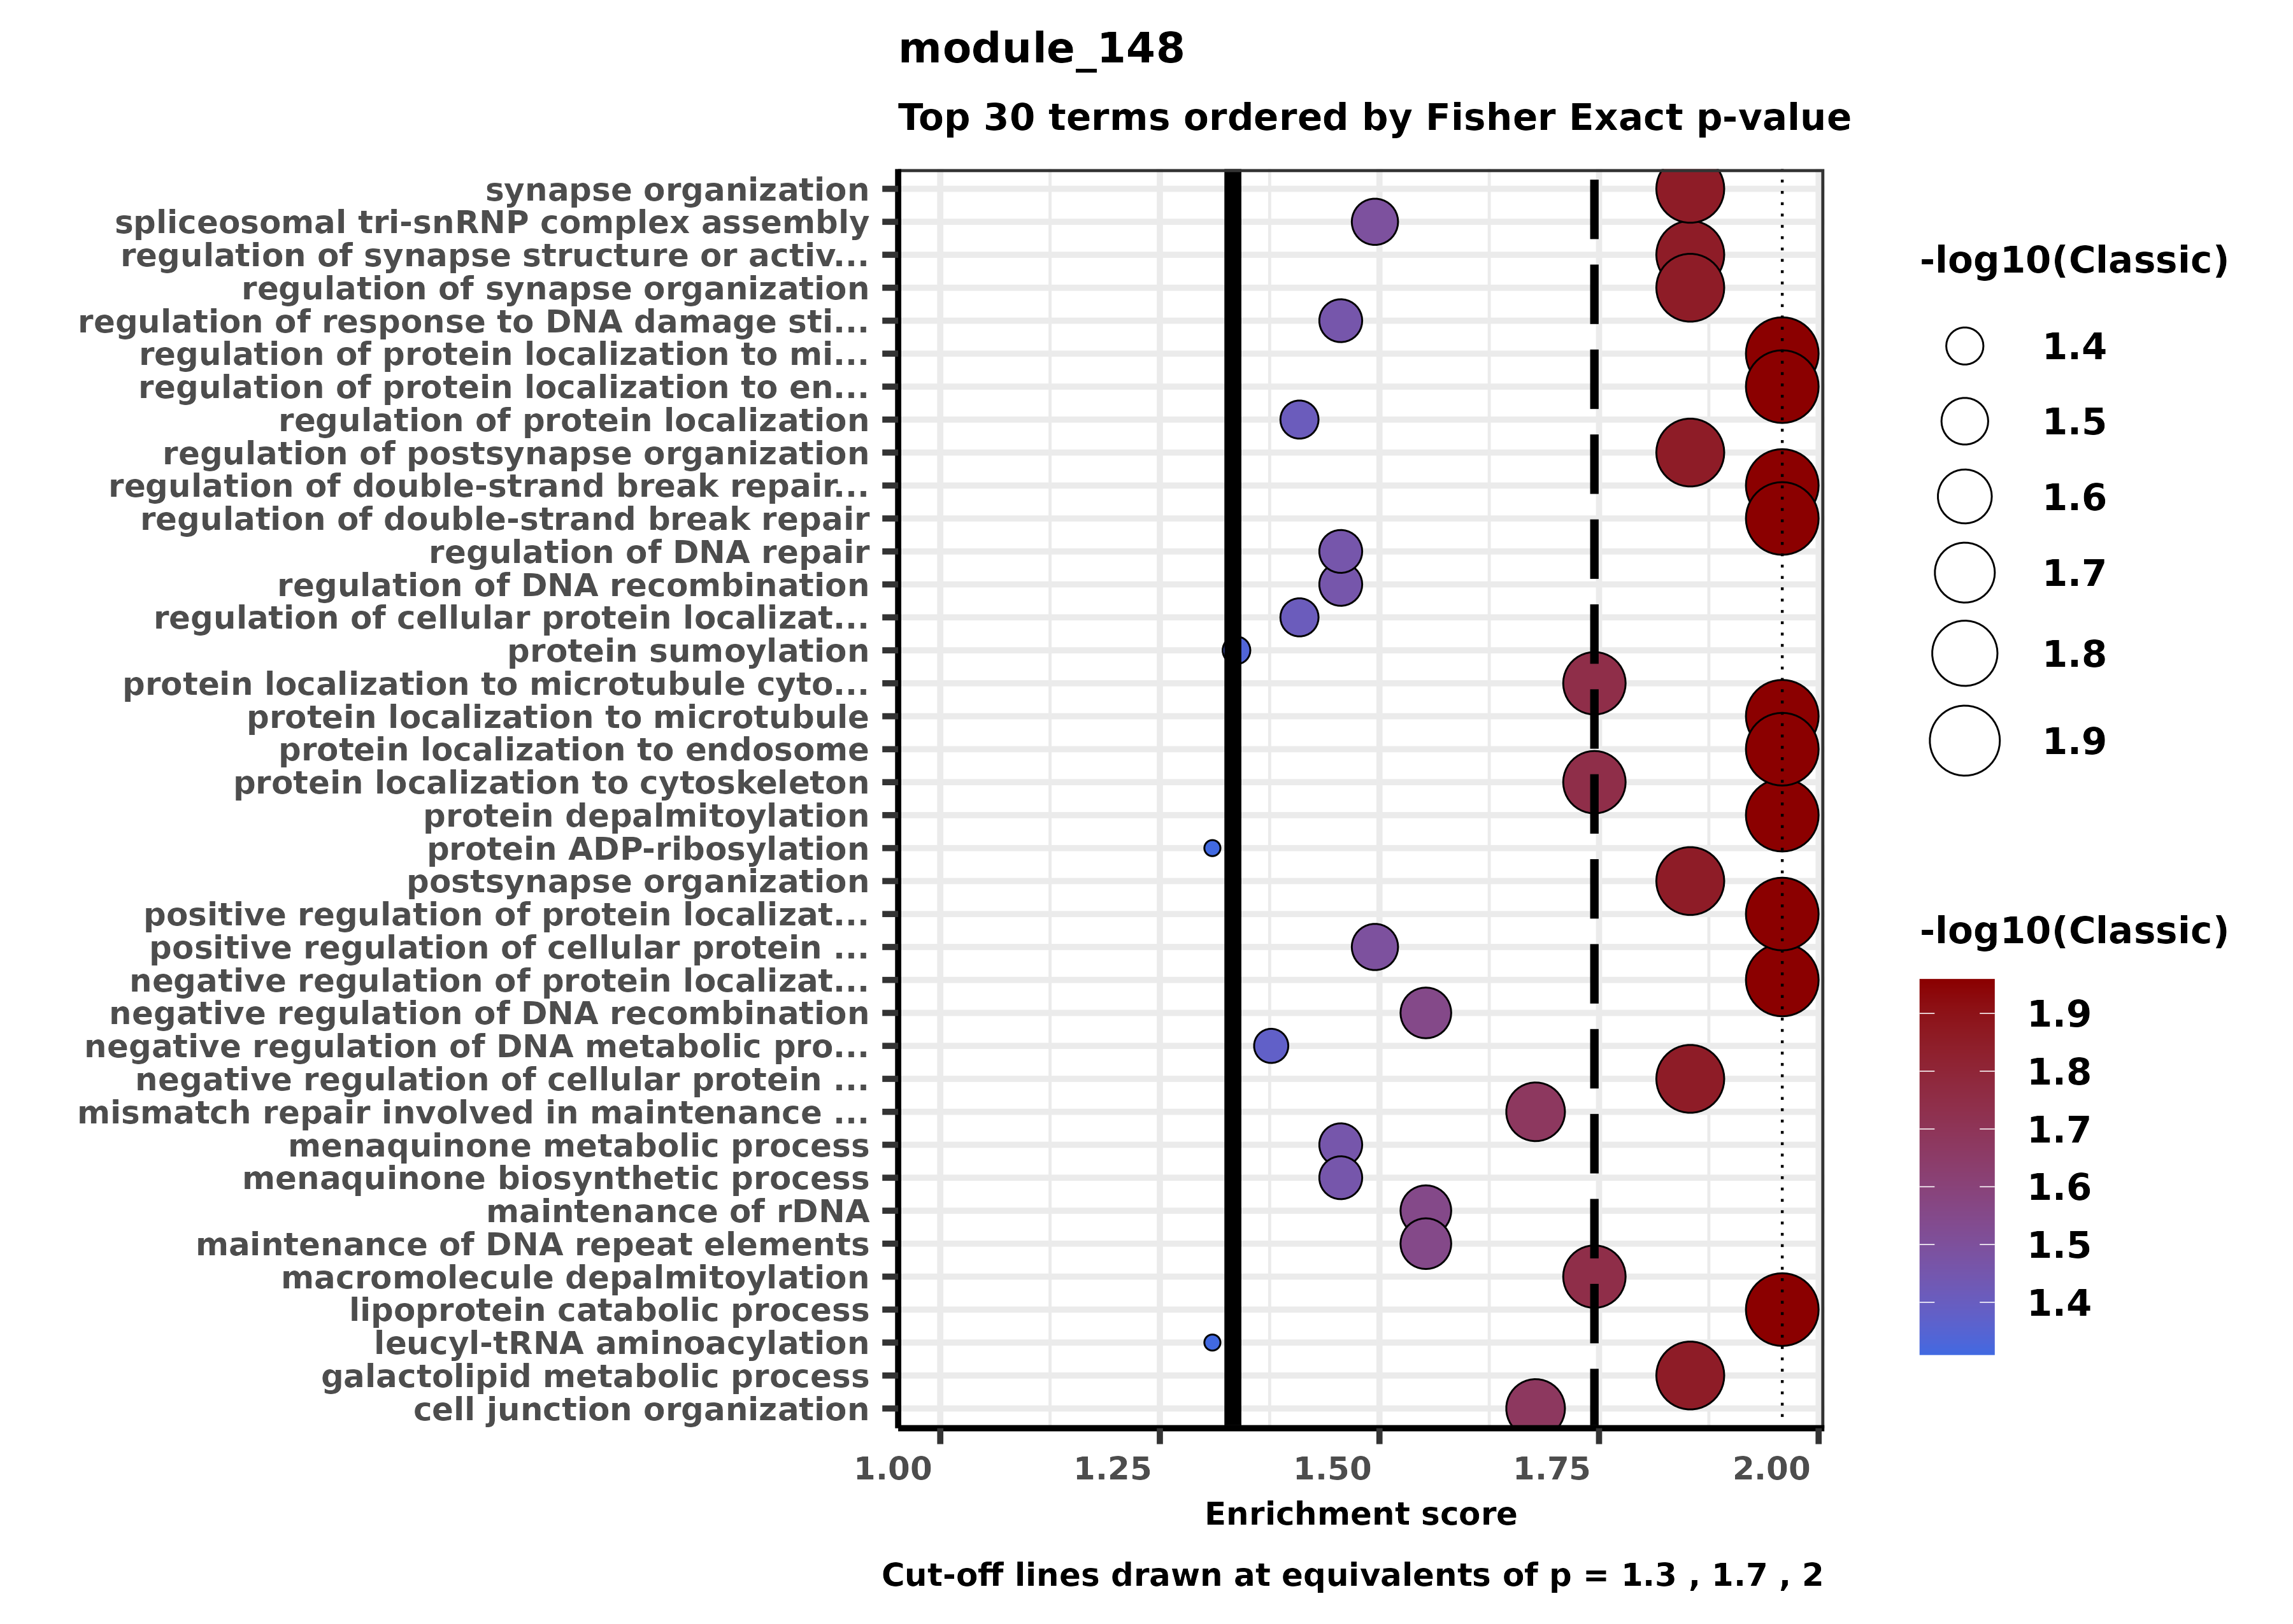 module_148
Top 30 terms ordered by Fisher Exact p-value
synapse organization
spliceosomal tri-snRNP complex assembly
regulation of synapse structure or activ...
regulation of synapse organization
regulation of response to DNA damage sti...
regulation of protein localization to mi...
regulation of protein localization to en...
regulation of protein localization
regulation of postsynapse organization
regulation of double-strand break repair...
regulation of double-strand break repair
regulation of DNA repair
regulation of DNA recombination
regulation of cellular protein localizat...
protein sumoylation
protein localization to microtubule cyto...
protein localization to microtubule
protein localization to endosome
protein localization to cytoskeleton
protein depalmitoylation
protein ADP-ribosylation
postsynapse organization
positive regulation of protein localizat...
positive regulation of cellular protein ...
negative regulation of protein localizat...
negative regulation of DNA recombination
negative regulation of DNA metabolic pro...
negative regulation of cellular protein ...
mismatch repair involved in maintenance ...
menaquinone metabolic process
menaquinone biosynthetic process
maintenance of rDNA
maintenance of DNA repeat elements
macromolecule depalmitoylation
lipoprotein catabolic process
leucyl-tRNA aminoacylation
galactolipid metabolic process
cell junction organization
1.00 1.25 1.50 1.75 2.00
Enrichment score
Cut-off lines drawn at equivalents of p = 1.3 , 1.7 , 2
-log10(Classic)
1.4
1.5
1.6
1.7
1.8
1.9
-log10(Classic)
1.9
1.8
1.7
1.6
1.5
1.4